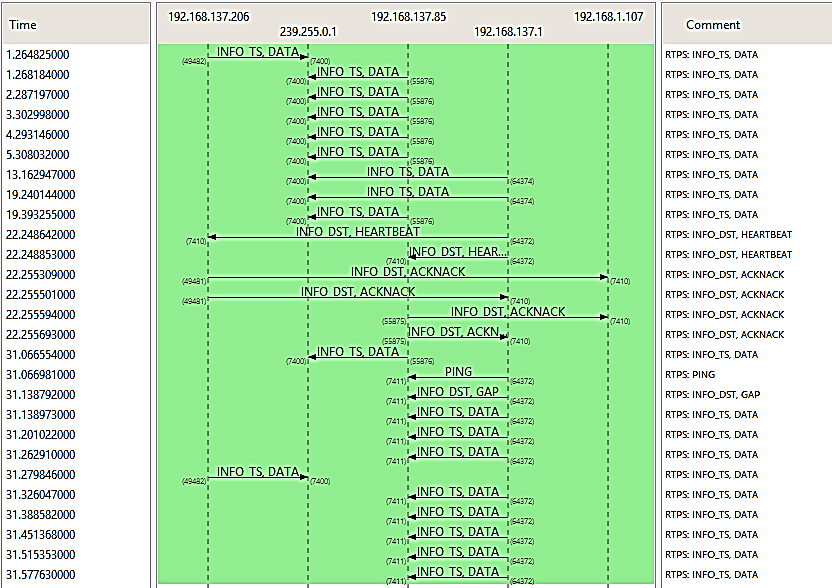 Time 192.168.137.206 239.255.0.1 192.168.137.85 192.168.137.1 192.168.1.107 Comment
1.264825000 (49482) INFO_TS, DATA (7400) RTPS: INFO_TS, DATA
1.268184000 (7400) INFO_TS, DATA (55876) RTPS: INFO_TS, DATA
2.287197000 (7400) INFO_TS, DATA (55876) RTPS: INFO_TS, DATA
3.302998000 (7400) INFO_TS, DATA (55876) RTPS: INFO_TS, DATA
4.293146000 (7400) INFO_TS, DATA (55876) RTPS: INFO_TS, DATA
5.308032000 (7400) INFO_TS, DATA (55876) RTPS: INFO_TS, DATA
13.162947000 (7400) INFO_TS, DATA (64374) RTPS: INFO_TS, DATA
19.240144000 (7400) INFO_TS, DATA (64374) RTPS: INFO_TS, DATA
19.393255000 (7400) INFO_TS, DATA (55876) RTPS: INFO_TS, DATA
22.248642000 (7410) INFO_DST, HEARTBEAT (64372) RTPS: INFO_DST, HEARTBEAT
22.248853000 (7410) INFO_DST, HEAR... (64372) RTPS: INFO_DST, HEARTBEAT
22.255309000 (49481) INFO_DST, ACKNACK (7410) RTPS: INFO_DST, ACKNACK
22.255501000 (49481) INFO_DST, ACKNACK (7410) RTPS: INFO_DST, ACKNACK
22.255594000 (55875) INFO_DST, ACKNACK (7410) RTPS: INFO_DST, ACKNACK
22.255693000 (55875) INFO_DST, ACKN... (7410) RTPS: INFO_DST, ACKNACK
31.066554000 (7400) INFO_TS, DATA (55876) RTPS: INFO_TS, DATA
31.066981000 (7411) PING (64372) RTPS: PING
31.138792000 (7411) INFO_DST, GAP (64372) RTPS: INFO_DST, GAP
31.138973000 (7411) INFO_TS, DATA (64372) RTPS: INFO_TS, DATA
31.201022000 (7411) INFO_TS, DATA (64372) RTPS: INFO_TS, DATA
31.262910000 (7411) INFO_TS, DATA (64372) RTPS: INFO_TS, DATA
31.279846000 (49482) INFO_TS, DATA (7400) RTPS: INFO_TS, DATA
31.326047000 (7411) INFO_TS, DATA (64372) RTPS: INFO_TS, DATA
31.388582000 (7411) INFO_TS, DATA (64372) RTPS: INFO_TS, DATA
31.451368000 (7411) INFO_TS, DATA (64372) RTPS: INFO_TS, DATA
31.515353000 (7411) INFO_TS, DATA (64372) RTPS: INFO_TS, DATA
31.577630000 (7411) INFO_TS, DATA (64372) RTPS: INFO_TS, DATA